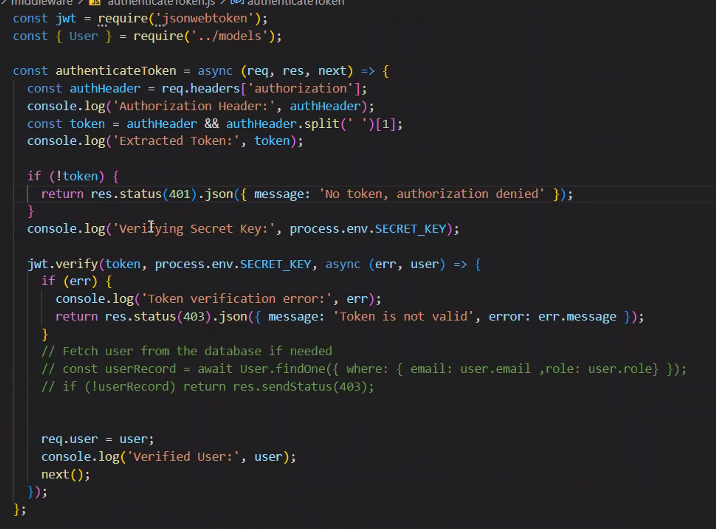 middleware > JS authenticateToken.js > authenticateToken
const jwt = require('jsonwebtoken');
const { User } = require('../models');
const authenticateToken = async (req, res, next) => {
const authHeader = req.headers['authorization'];
console.log('Authorization Header:', authHeader);
const token = authHeader && authHeader.split(' ')[1];
console.log('Extracted Token:', token);
if (!token) {
return res.status(401).json({ message: 'No token, authorization denied' });
}
console.log('Verifying Secret Key:', process.env.SECRET_KEY);
jwt.verify(token, process.env.SECRET_KEY, async (err, user) => {
if (err) {
console.log('Token verification error:', err);
return res.status(403).json({ message: 'Token is not valid', error: err.message });
}
// Fetch user from the database if needed
// const userRecord = await User.findOne({ where: { email: user.email ,role: user.role} });
// if (!userRecord) return res.sendStatus(403);
req.user = user;
console.log('Verified User:', user);
next();
});
};